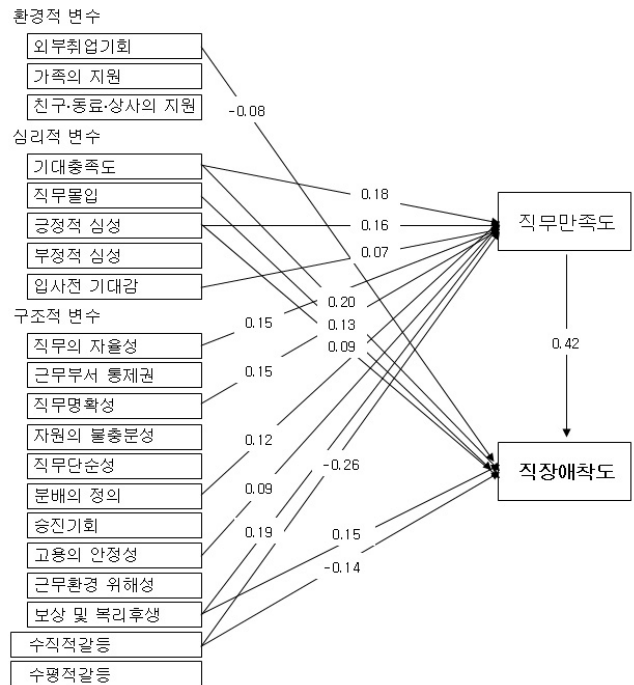 환경적 변수
외부취업기회
가족의 지원
친구·동료·상사의 지원
-0.08
심리적 변수
기대충족도
직무몰입
긍정적 심성
부정적 심성
입사전 기대감
0.18
0.16
0.07
직무만족도
구조적 변수
직무의 자율성
근무부서 통제권
직무명확성
자원의 불충분성
직무단순성
분배의 정의
승진기회
고용의 안정성
근무환경 위해성
보상 및 복리후생
수직적갈등
수평적갈등
0.15
0.20
0.13
0.09
0.15
0.42
0.12
-0.26
0.09
0.19
0.15
-0.14
직장애착도